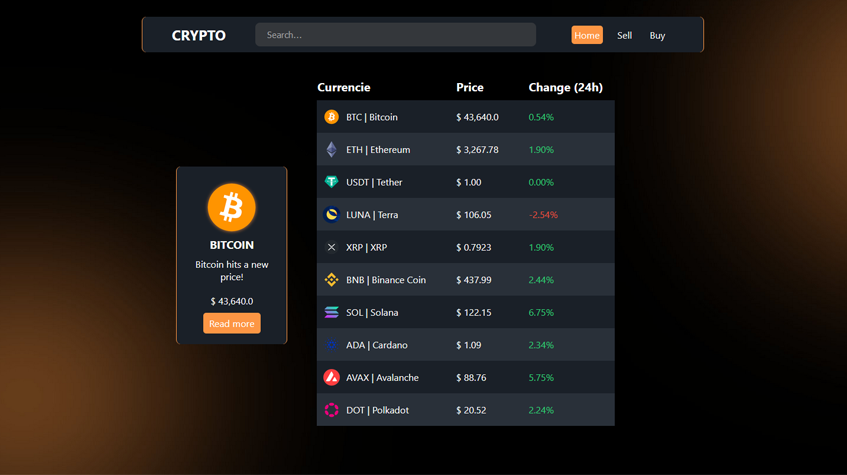 CRYPTO Search... Home Sell Buy
Currencie Price Change (24h)
BTC | Bitcoin $ 43,640.0 0.54%
ETH | Ethereum $ 3,267.78 1.90%
USDT | Tether $ 1.00 0.00%
LUNA | Terra $ 106.05 -2.54%
XRP | XRP $ 0.7923 1.90%
BNB | Binance Coin $ 437.99 2.44%
SOL | Solana $ 122.15 6.75%
ADA | Cardano $ 1.09 2.34%
AVAX | Avalanche $ 88.76 5.75%
DOT | Polkadot $ 20.52 2.24%
BITCOIN
Bitcoin hits a new
price!
$ 43,640.0
Read more